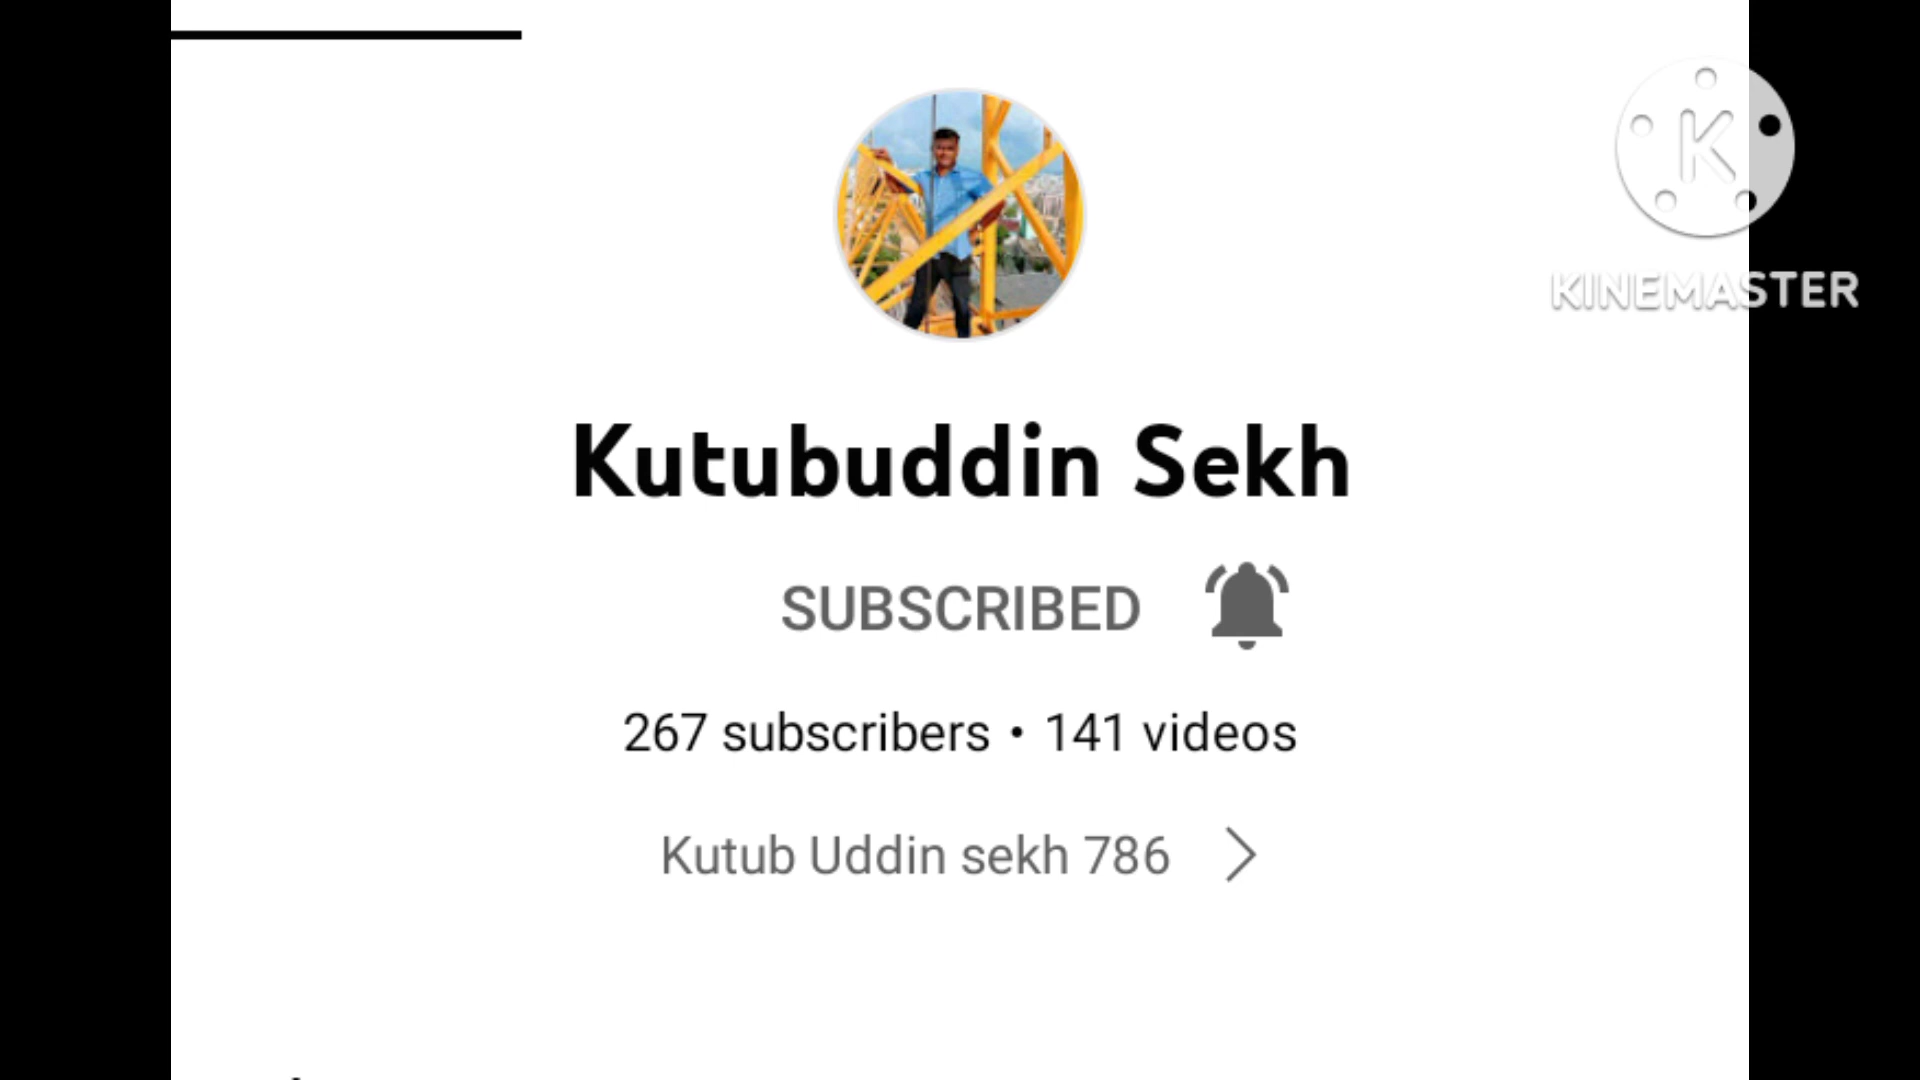 K
KINEMASTER
Kutubuddin Sekh
SUBSCRIBED
267 subscribers • 141 videos
Kutub Uddin sekh 786